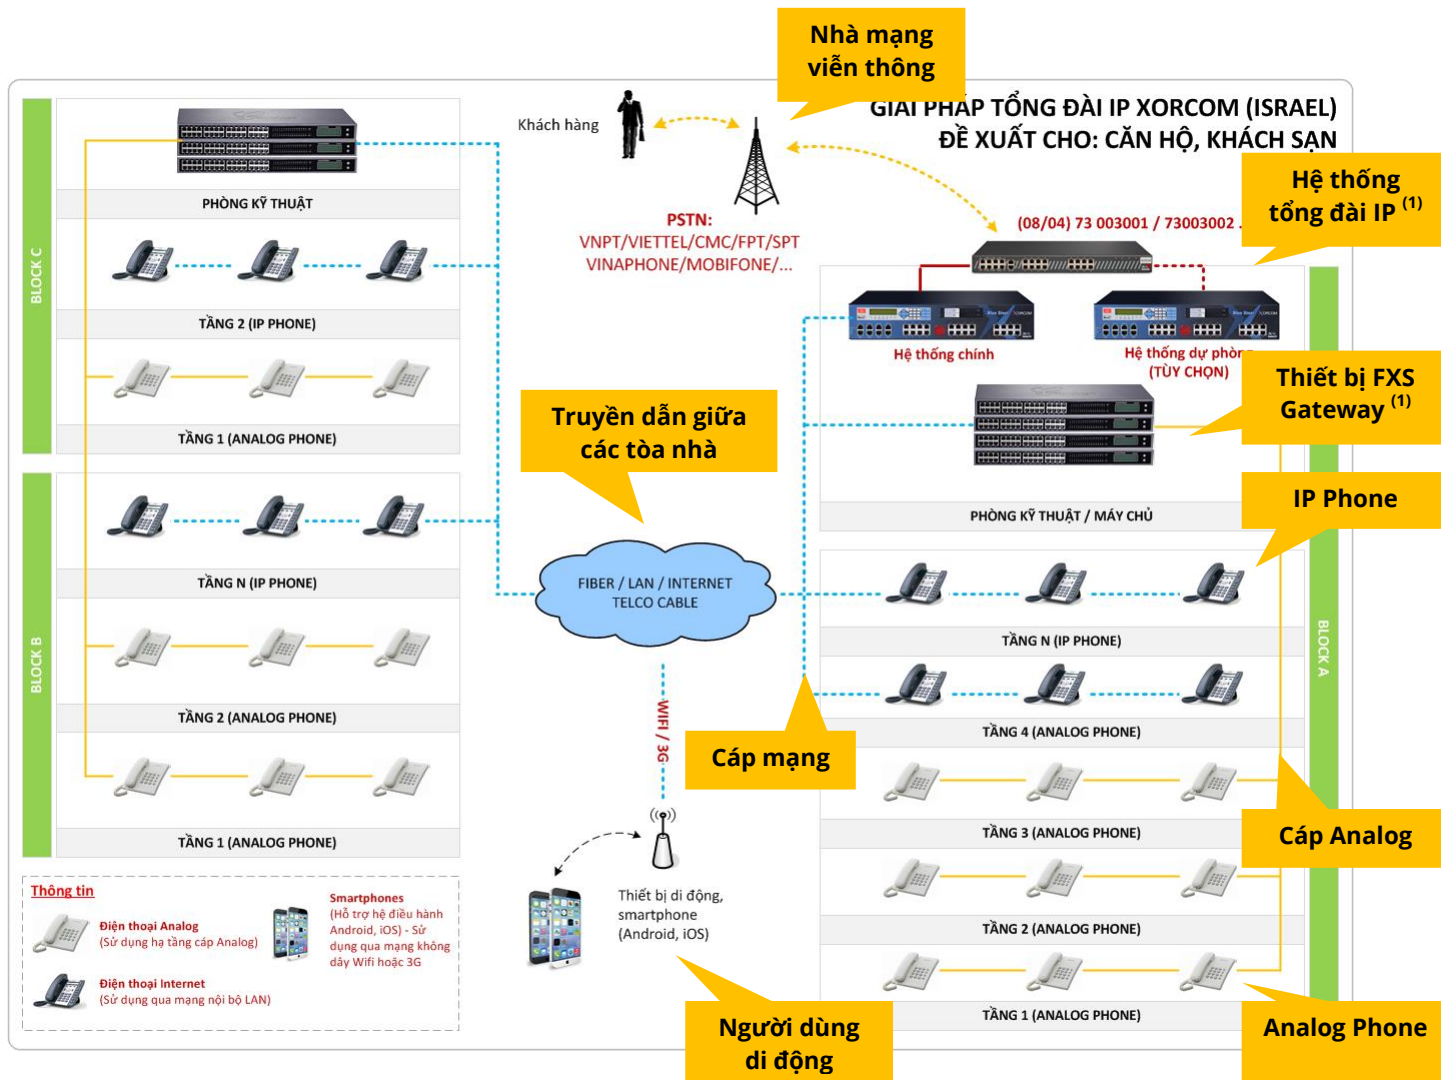 Nhà mạng
viễn thông
GIẢI PHÁP TỔNG ĐÀI IP XORCOM (ISRAEL)
ĐỀ XUẤT CHO: CĂN HỘ, KHÁCH SẠN
Khách hàng
Hệ thống
tổng đài IP (1)
PSTN:
VNPT/VIETTEL/CMC/FPT/SPT
VINAPHONE/MOBIFONE/...
(08/04) 73 003001 / 73003002 .
BLOCK C
PHÒNG KỸ THUẬT
TẦNG 2 (IP PHONE)
TẦNG 1 (ANALOG PHONE)
Hệ thống chính
Hệ thống dự phòng
(TÙY CHỌN)
Thiết bị FXS
Gateway (1)
Truyền dẫn giữa
các tòa nhà
IP Phone
PHÒNG KỸ THUẬT / MÁY CHỦ
BLOCK B
TẦNG N (IP PHONE)
TẦNG 2 (ANALOG PHONE)
TẦNG 1 (ANALOG PHONE)
FIBER / LAN / INTERNET
TELCO CABLE
BLOCK A
TẦNG N (IP PHONE)
TẦNG 4 (ANALOG PHONE)
TẦNG 3 (ANALOG PHONE)
TẦNG 2 (ANALOG PHONE)
TẦNG 1 (ANALOG PHONE)
WIFI / 3G
Cáp mạng
Cáp Analog
Thiết bị di động,
smartphone
(Android, iOS)
Người dùng
di động
Analog Phone
Thông tin
Điện thoại Analog
(Sử dụng hạ tầng cáp Analog)
Điện thoại Internet
(Sử dụng qua mạng nội bộ LAN)
Smartphones
(Hỗ trợ hệ điều hành
Android, iOS) - Sử
dụng qua mạng không
dây Wifi hoặc 3G